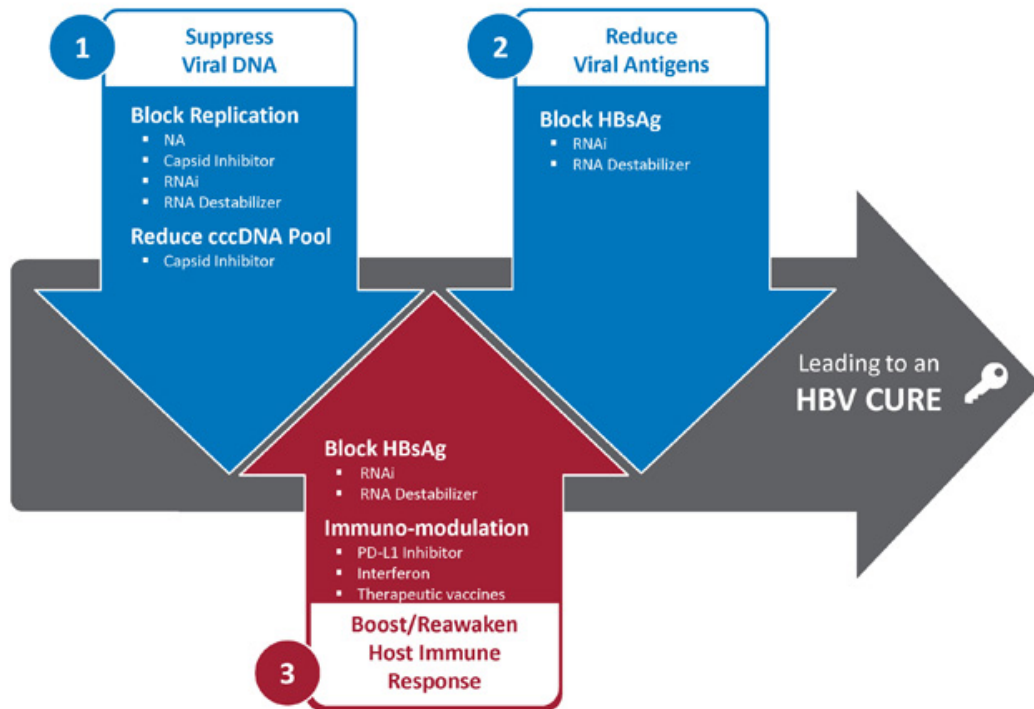 1
Suppress
Viral DNA
Block Replication
▪ NA
▪ Capsid Inhibitor
▪ RNAi
▪ RNA Destabilizer
Reduce cccDNA Pool
▪ Capsid Inhibitor
2
Reduce
Viral Antigens
Block HBsAg
▪ RNAi
▪ RNA Destabilizer
Leading to an
HBV CURE
Block HBsAg
▪ RNAi
▪ RNA Destabilizer
Immuno-modulation
▪ PD-L1 Inhibitor
▪ Interferon
▪ Therapeutic vaccines
Boost/Reawaken
Host Immune
Response
3